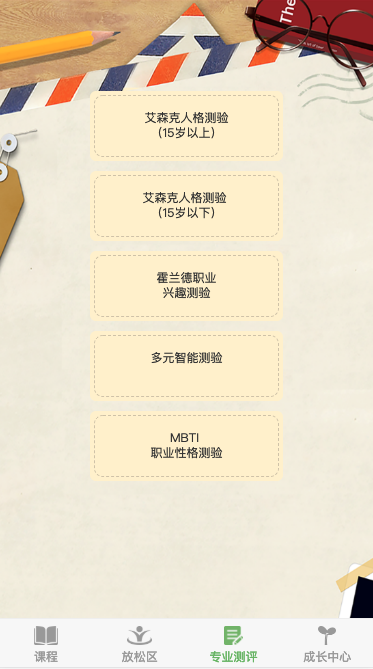 The
艾森克人格测验
(15岁以上)
艾森克人格测验
(15岁以下)
霍兰德职业
兴趣测验
多元智能测验
MBTI
职业性格测验
课程
放松区
专业测评
成长中心